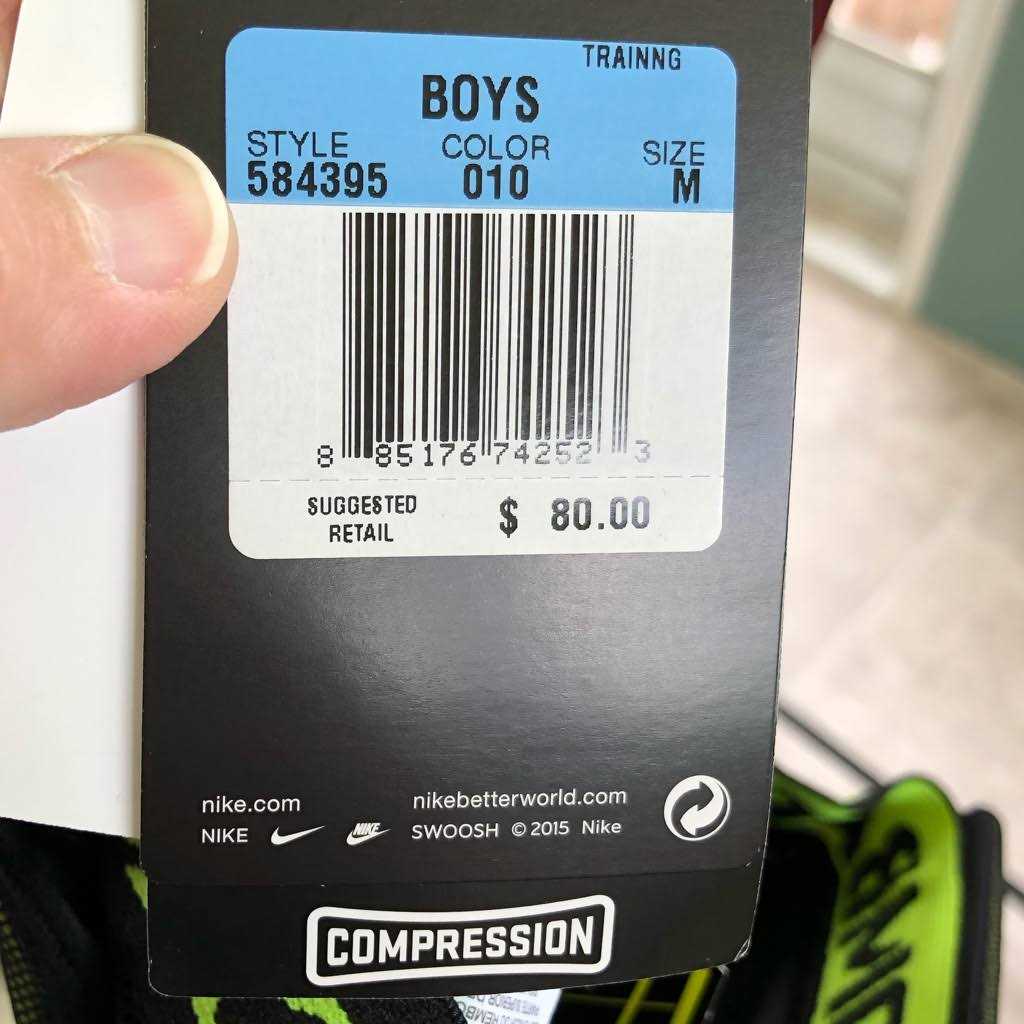 TRAINNG
BOYS
STYLE COLOR SIZE
584395 010 M
8 85176 74252 3
SUGGESTED
RETAIL
$ 80.00
nike.com nikebetterworld.com
NIKE NIKE SWOOSH © 2015 Nike
COMPRESSION